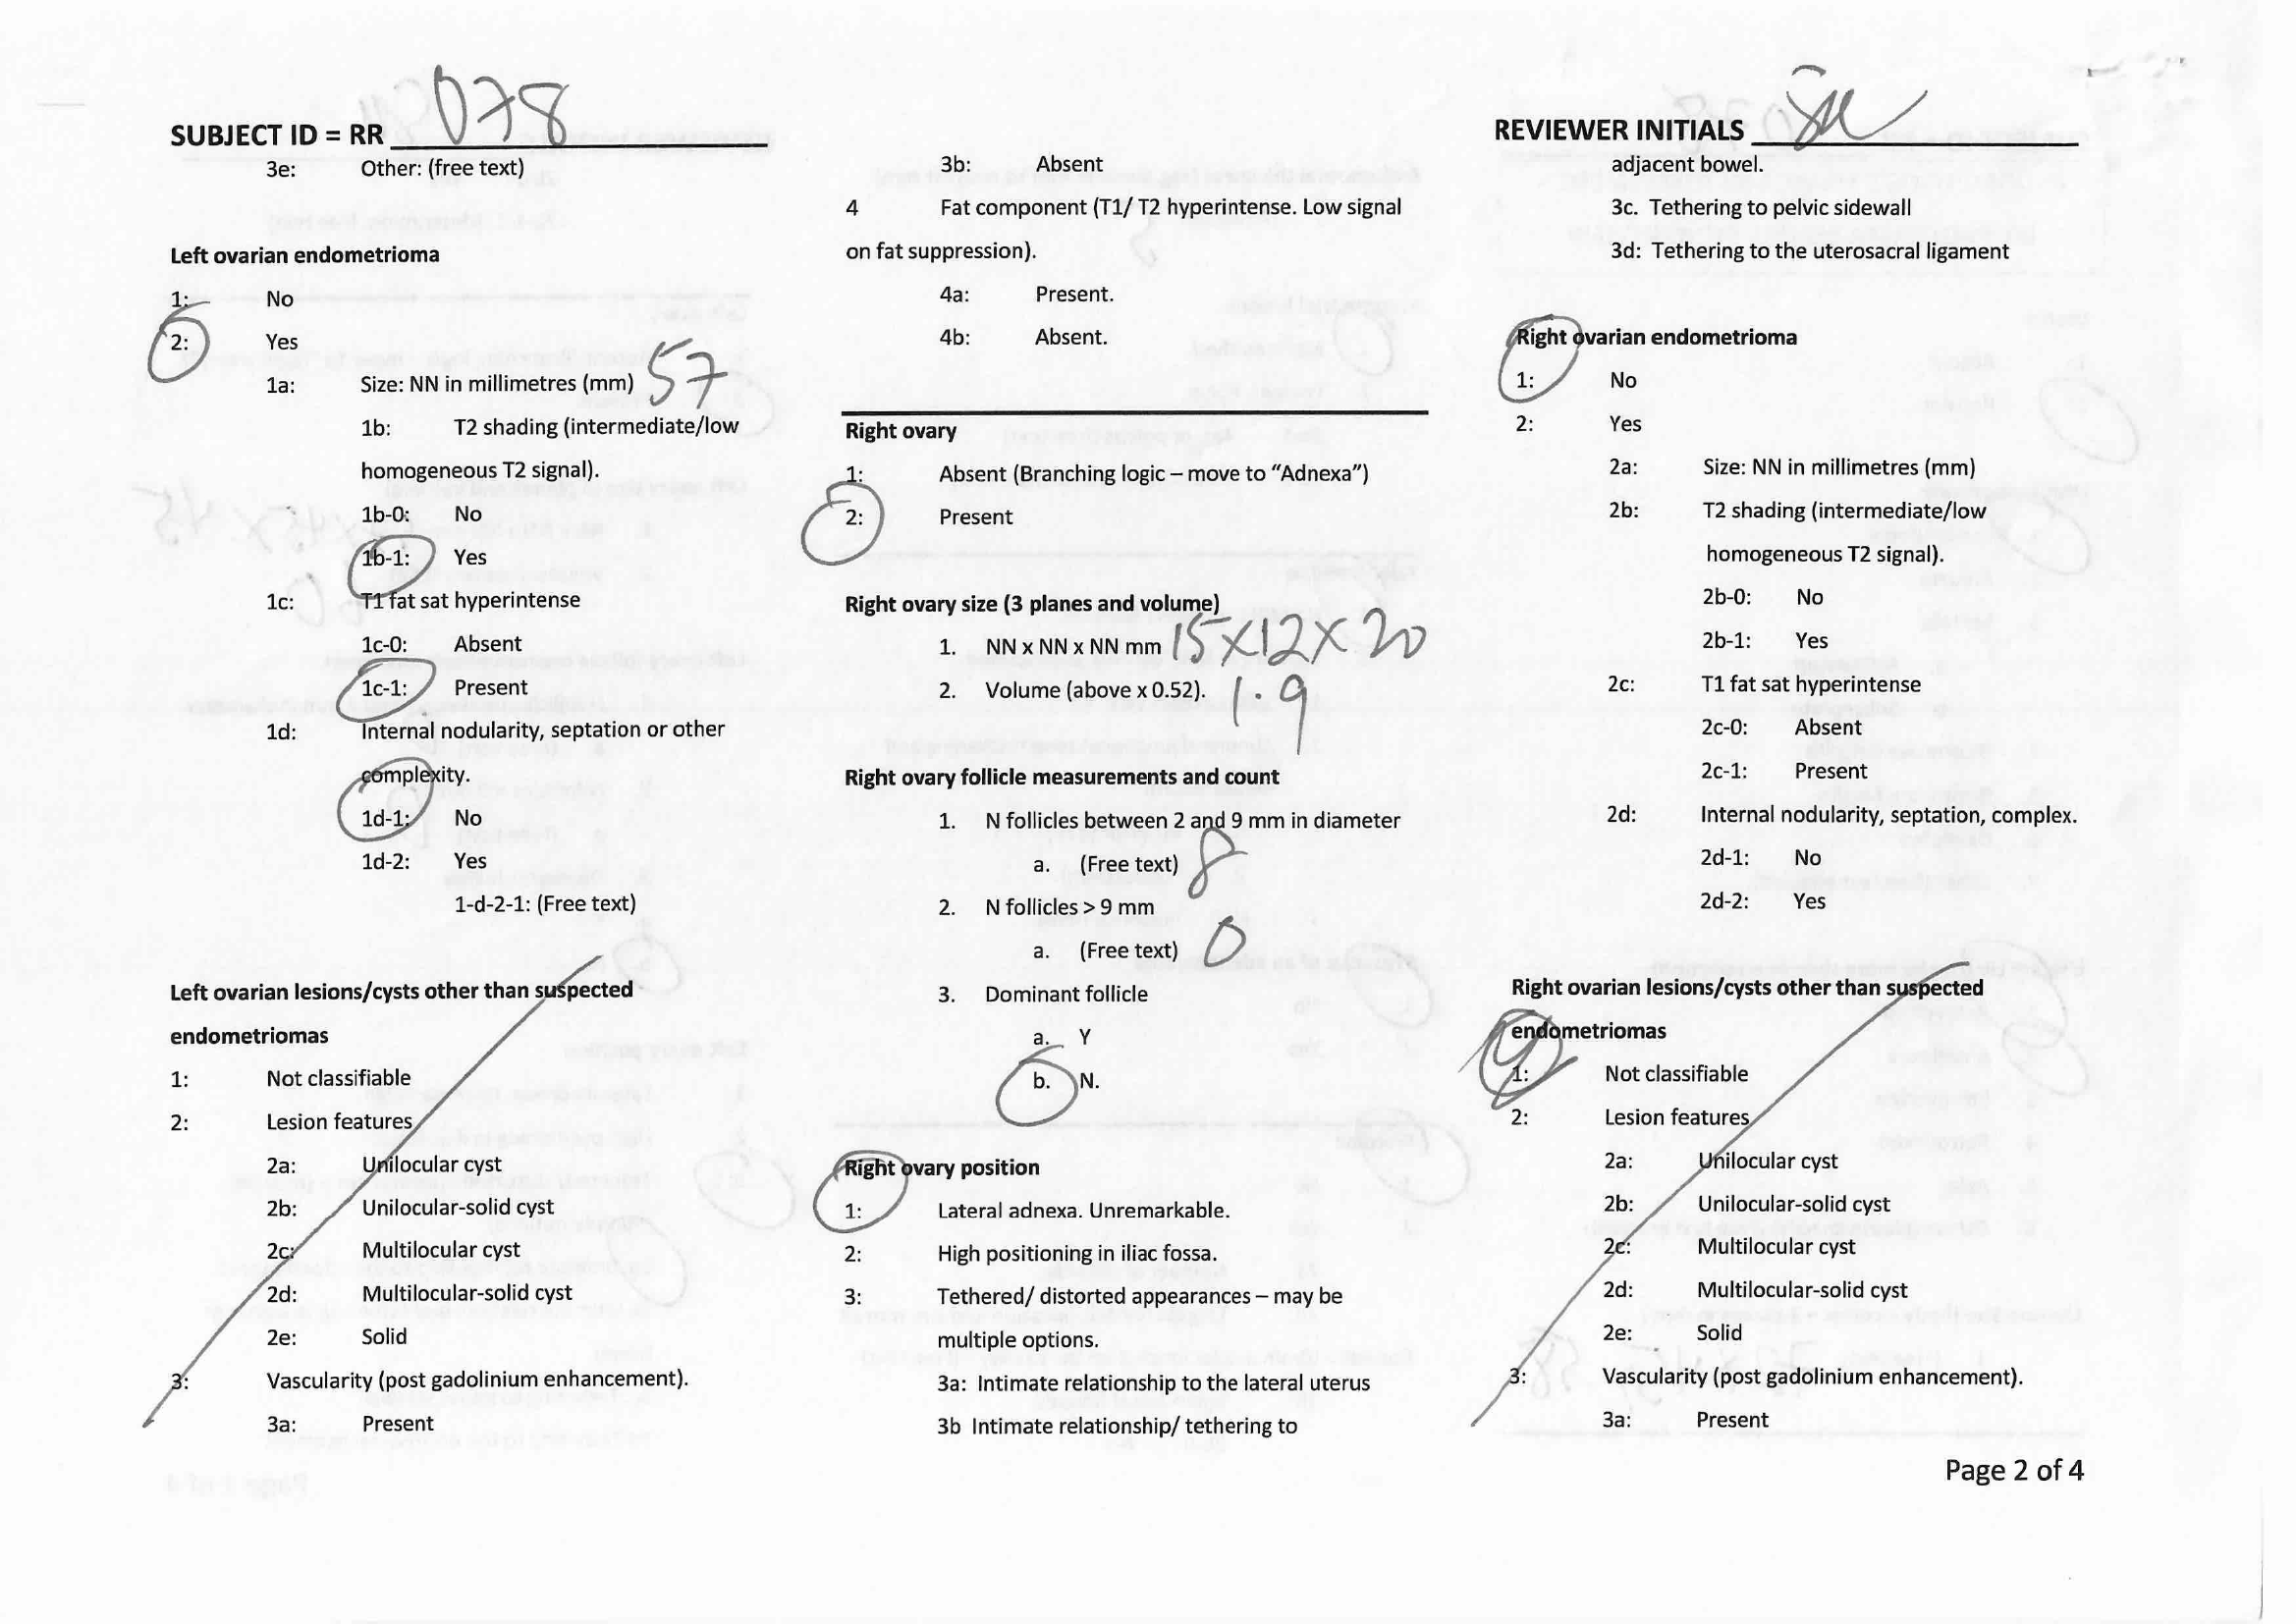 SUBJECT ID = RR 078
3e: Other: (free text)
Left ovarian endometrioma
1: No
2: Yes
1a: Size: NN in millimetres (mm) 57
1b: T2 shading (intermediate/low
homogeneous T2 signal).
1b-0: No
1b-1: Yes
1c: T1 fat sat hyperintense
1c-0: Absent
1c-1: Present
1d: Internal nodularity, septation or other
complexity.
1d-1: No
1d-2: Yes
1-d-2-1: (Free text)
Left ovarian lesions/cysts other than suspected
endometriomas
1: Not classifiable
2: Lesion features
2a: Unilocular cyst
2b: Unilocular-solid cyst
2c: Multilocular cyst
2d: Multilocular-solid cyst
2e: Solid
3: Vascularity (post gadolinium enhancement).
3a: Present
3b: Absent
4 Fat component (T1/ T2 hyperintense. Low signal
on fat suppression).
4a: Present.
4b: Absent.
Right ovary
1: Absent (Branching logic – move to “Adnexa”)
2: Present
Right ovary size (3 planes and volume)
1. NN x NN x NN mm 15X12X20
2. Volume (above x 0.52). 1.9
Right ovary follicle measurements and count
1. N follicles between 2 and 9 mm in diameter
a. (Free text) 8
2. N follicles > 9 mm
a. (Free text) 0
3. Dominant follicle
a. Y
b. N.
Right ovary position
1: Lateral adnexa. Unremarkable.
2: High positioning in iliac fossa.
3: Tethered/ distorted appearances – may be
multiple options.
3a: Intimate relationship to the lateral uterus
3b Intimate relationship/ tethering to
REVIEWER INITIALS
adjacent bowel.
3c. Tethering to pelvic sidewall
3d: Tethering to the uterosacral ligament
Right ovarian endometrioma
1: No
2: Yes
2a: Size: NN in millimetres (mm)
2b: T2 shading (intermediate/low
homogeneous T2 signal).
2b-0: No
2b-1: Yes
2c: T1 fat sat hyperintense
2c-0: Absent
2c-1: Present
2d: Internal nodularity, septation, complex.
2d-1: No
2d-2: Yes
Right ovarian lesions/cysts other than suspected
endometriomas
1: Not classifiable
2: Lesion features
2a: Unilocular cyst
2b: Unilocular-solid cyst
2c: Multilocular cyst
2d: Multilocular-solid cyst
2e: Solid
3: Vascularity (post gadolinium enhancement).
3a: Present
Page 2 of 4